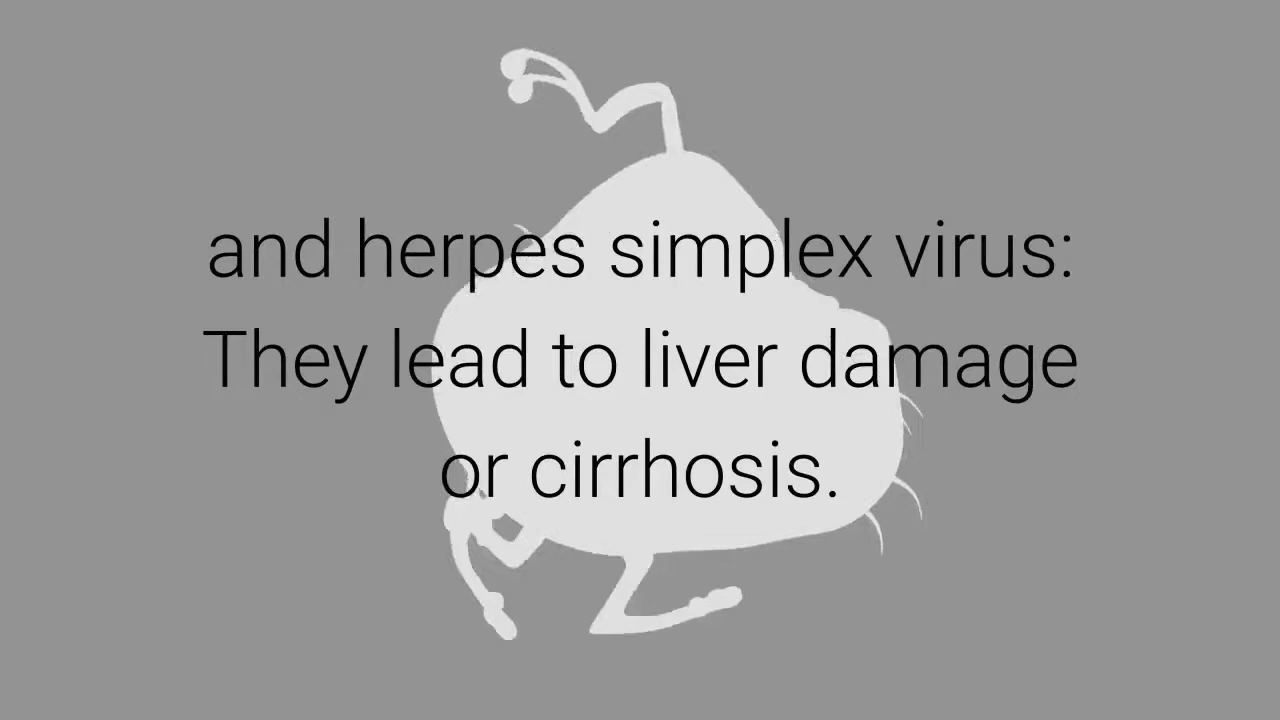 and herpes simplex virus:
They lead to liver damage
or cirrhosis.